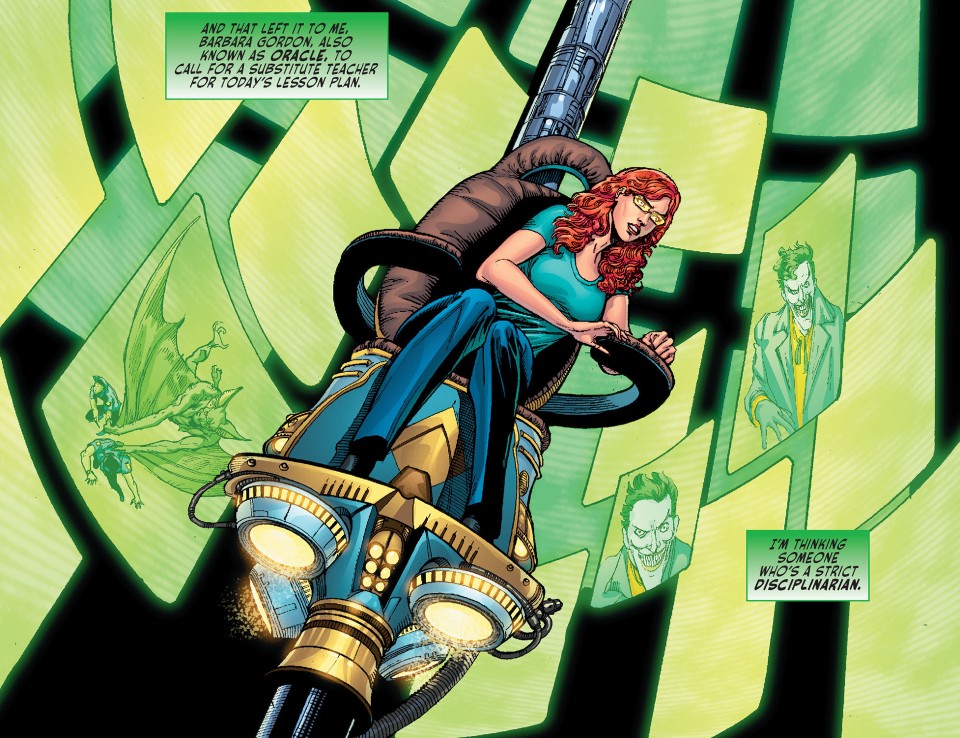 AND THAT LEFT IT TO ME,
BARBARA GORDON, ALSO
KNOWN AS ORACLE, TO
CALL FOR A SUBSTITUTE TEACHER
FOR TODAY'S LESSON PLAN.
I'M THINKING
SOMEONE
WHO'S A STRICT
DISCIPLINARIAN.